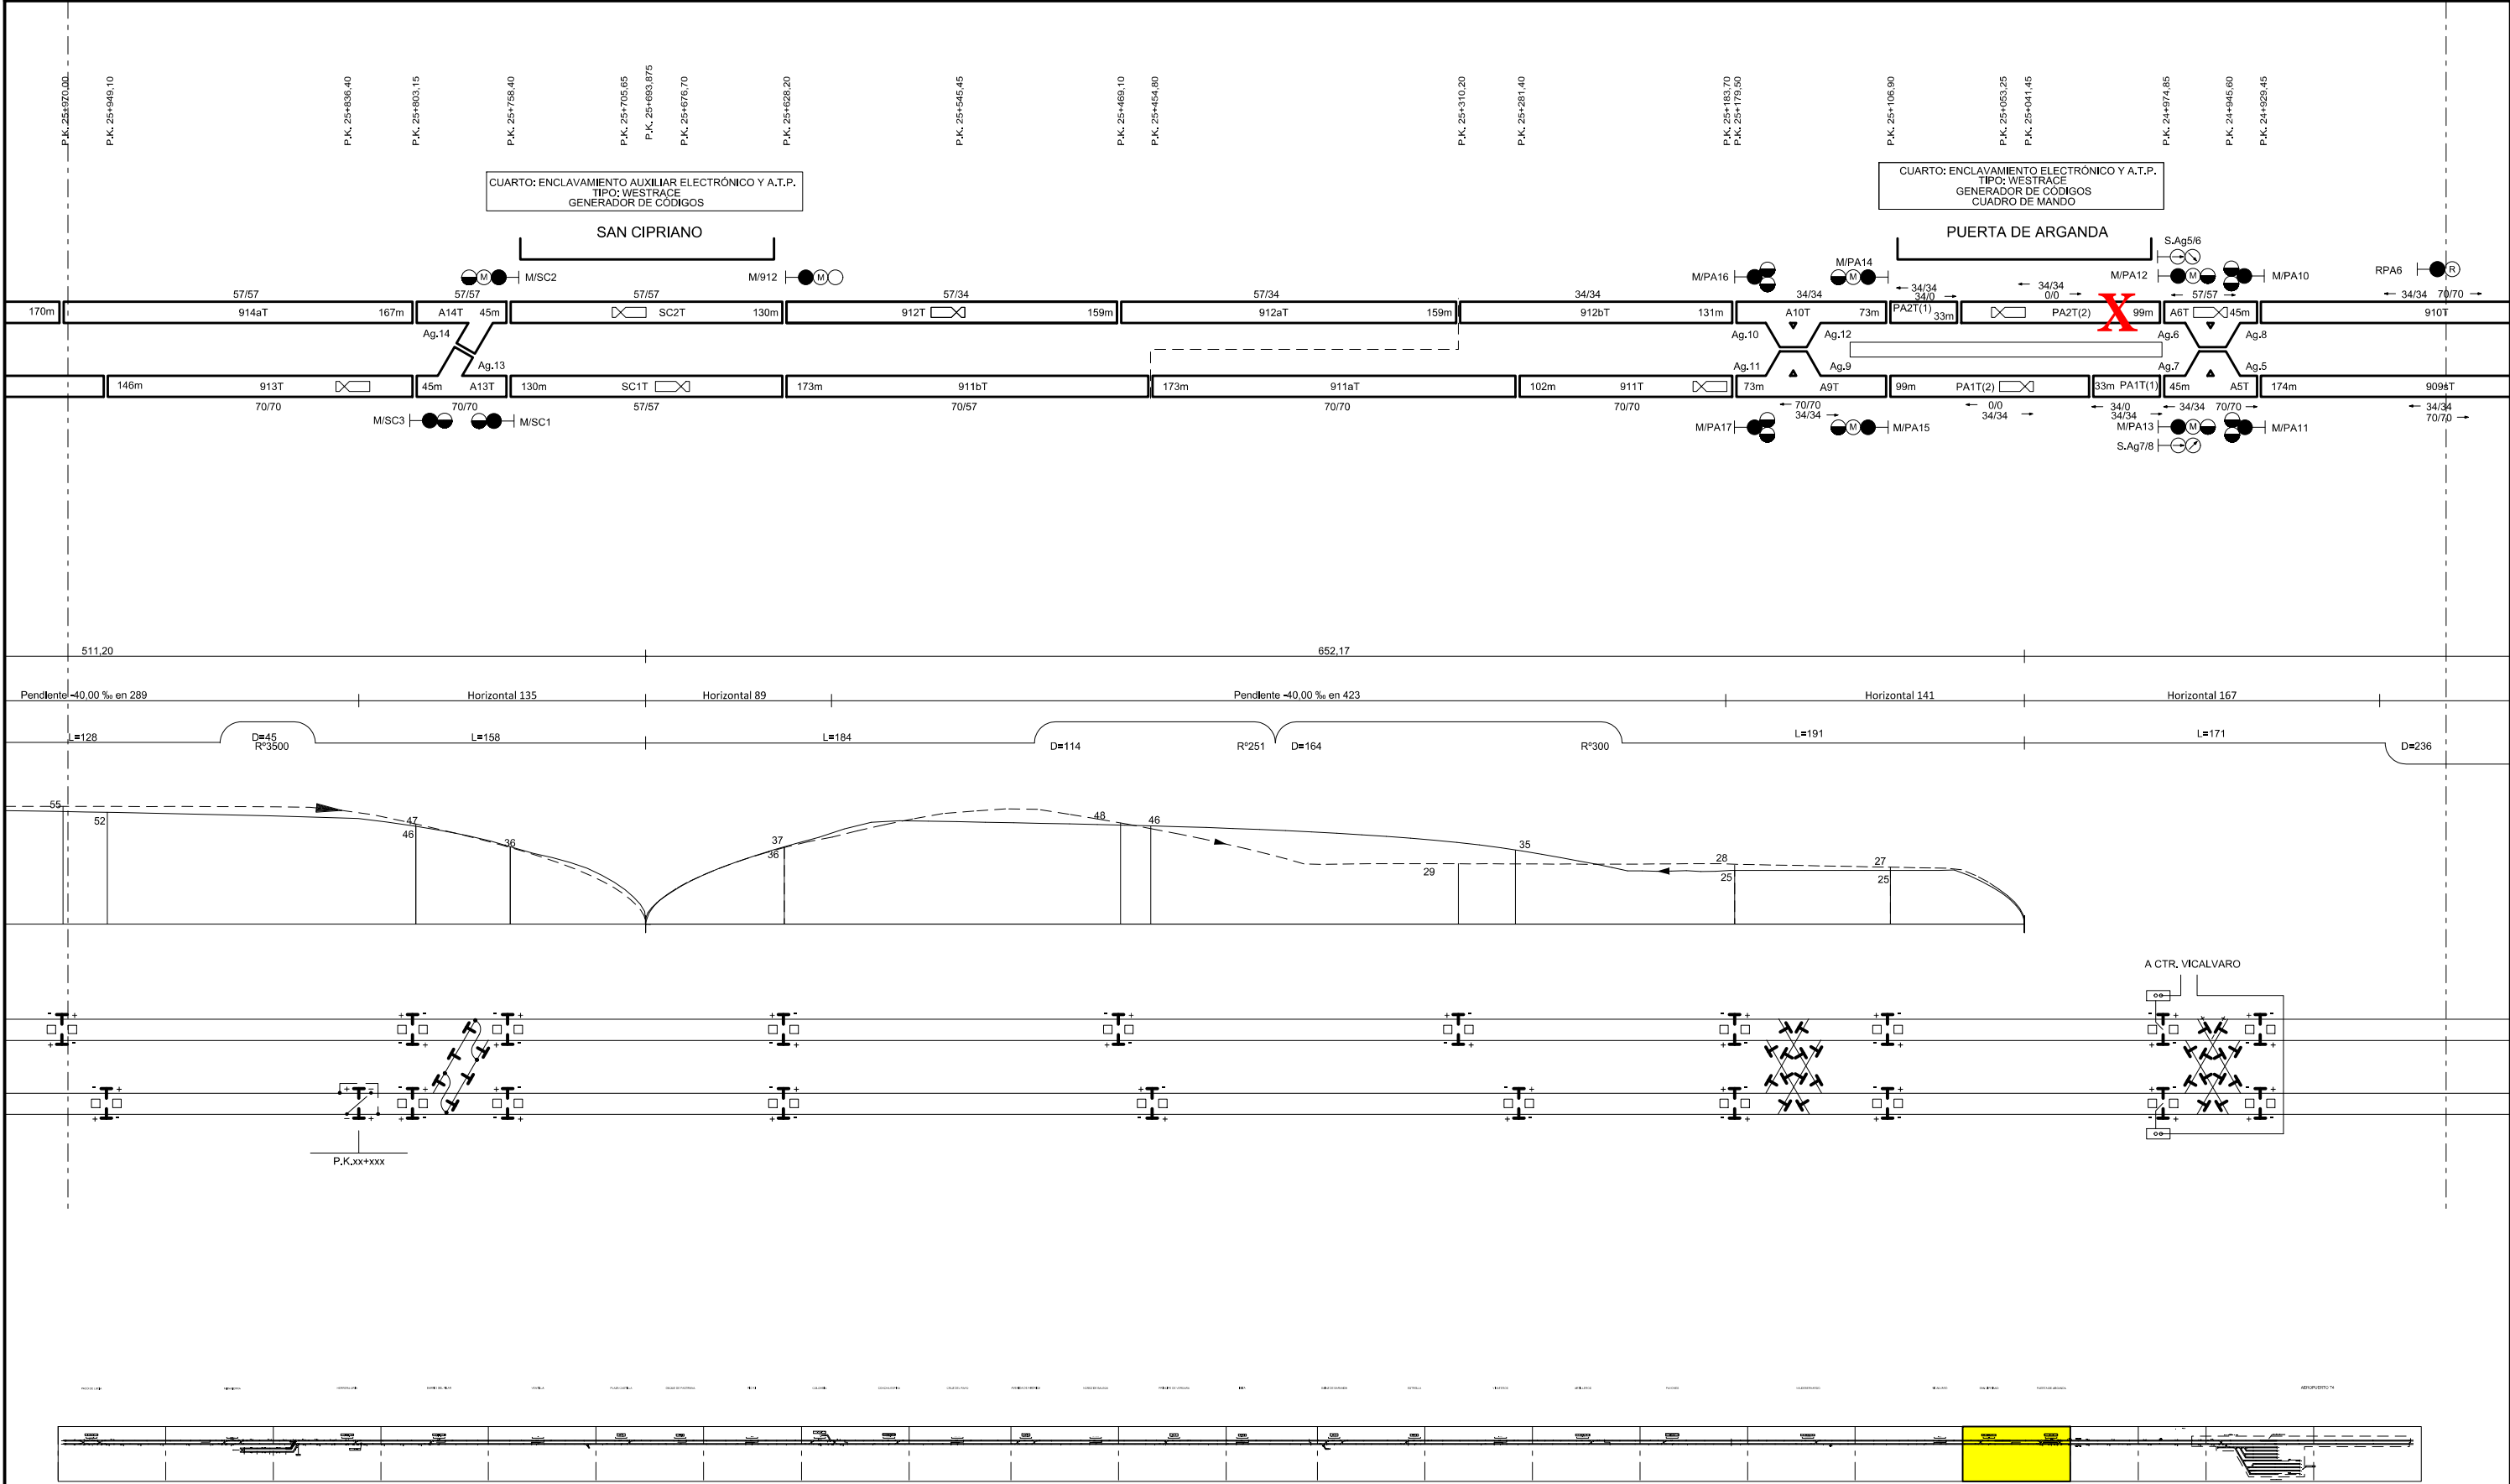 P.K. 25+970,00
P.K. 25+949,10
P.K. 25+836,40
P.K. 25+803,15
P.K. 25+758,40
P.K. 25+705,65
P.K. 25+693,875
P.K. 25+676,70
P.K. 25+628,20
P.K. 25+545,45
P.K. 25+469,10
P.K. 25+454,80
P.K. 25+310,20
P.K. 25+281,40
P.K. 25+183,70
P.K. 25+179,50
P.K. 25+106,90
P.K. 25+053,25
P.K. 25+041,45
P.K. 24+974,85
P.K. 24+945,60
P.K. 24+929,45
CUARTO: ENCLAVAMIENTO AUXILIAR ELECTRÓNICO Y A.T.P.
TIPO: WESTRACE
GENERADOR DE CÓDIGOS
SAN CIPRIANO
CUARTO: ENCLAVAMIENTO ELECTRÓNICO Y A.T.P.
TIPO: WESTRACE
GENERADOR DE CÓDIGOS
CUADRO DE MANDO
PUERTA DE ARGANDA
S.Ag5/6
M M/SC2
M/912 M
M/PA16
M/PA14
M
M/PA12 M
M/PA10
RPA6 R
57/57
57/57
57/57
57/34
57/34
34/34
34/34
34/34
34/0
34/34
0/0
57/57
34/34 70/70
170m
914aT
167m
A14T 45m
SC2T
130m
912T
159m
912aT
159m
912bT
131m
A10T
73m
PA2T(1)
33m
PA2T(2)
X
99m
A6T
45m
910T
Ag.14
Ag.13
Ag.10
Ag.12
Ag.11
Ag.9
Ag.6
Ag.8
Ag.7
Ag.5
146m
913T
45m A13T
130m
SC1T
173m
911bT
173m
911aT
102m
911T
73m
A9T
99m
PA1T(2)
33m PA1T(1)
45m
A5T
174m
909sT
70/70
70/70
57/57
70/57
70/70
70/70
70/70
34/34
0/0
34/34
34/0
34/34
34/34 70/70
34/34
70/70
M/SC3
M/SC1
M/PA17
M M/PA15
M/PA13 M
M/PA11
S.Ag7/8
511,20
652,17
Pendiente -40,00 ‰ en 289
Horizontal 135
Horizontal 89
Pendiente -40,00 ‰ en 423
Horizontal 141
Horizontal 167
L=128
D=45
Rº3500
L=158
L=184
D=114
Rº251
D=164
Rº300
L=191
L=171
D=236
55
52
47
46
36
37
36
48
46
29
35
28
25
27
25
A CTR. VICALVARO
P.K.xx+xxx
AEROPUERTO T4